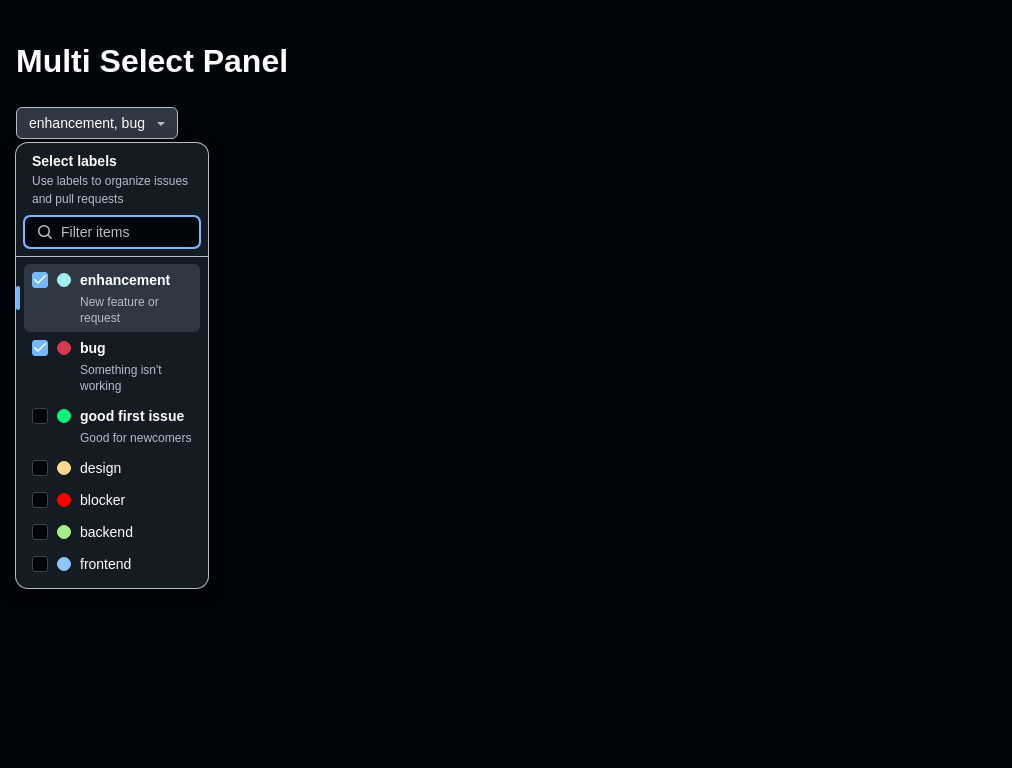 Multi Select Panel
enhancement, bug
Select labels
Use labels to organize issues
and pull requests
Filter items
enhancement
New feature or
request
bug
Something isn't
working
good first issue
Good for newcomers
design
blocker
backend
frontend